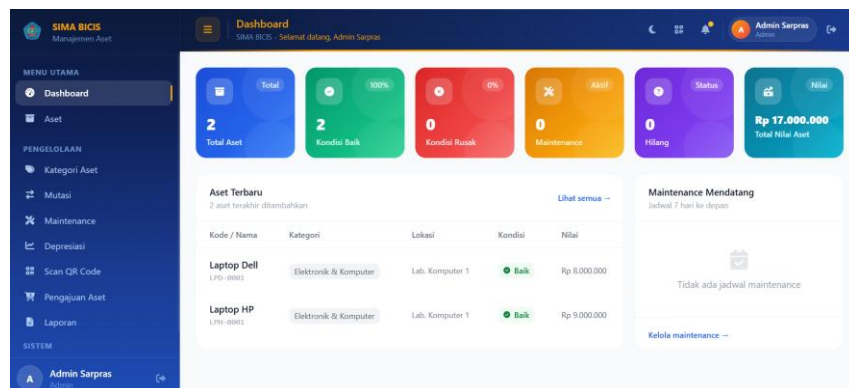 SIMA BICIS
Manajemen Aset
MENU UTAMA
Dashboard
Aset
PENGELOLAAN
Kategori Aset
Mutasi
Maintenance
Depresiasi
Scan QR Code
Pengajuan Aset
Laporan
SISTEM
A
Admin Sarpras
Admin
Dashboard
SIMA BICIS - Selamat datang, Admin Sarpras
A
Admin Sarpras
Admin
Total
2
Total Aset
100%
2
Kondisi Baik
0%
0
Kondisi Rusak
Aktif
0
Maintenance
Status
0
Hilang
Nilai
Rp 17.000.000
Total Nilai Aset
Aset Terbaru
2 aset terakhir ditambahkan
Lihat semua →
Kode / Nama Kategori Lokasi Kondisi Nilai
Laptop Dell
LPD-0001
Elektronik & Komputer Lab. Komputer 1 Baik Rp 8.000.000
Laptop HP
LPH-0001
Elektronik & Komputer Lab. Komputer 1 Baik Rp 9.000.000
Maintenance Mendatang
Jadwal 7 hari ke depan
Tidak ada jadwal maintenance
Kelola maintenance →